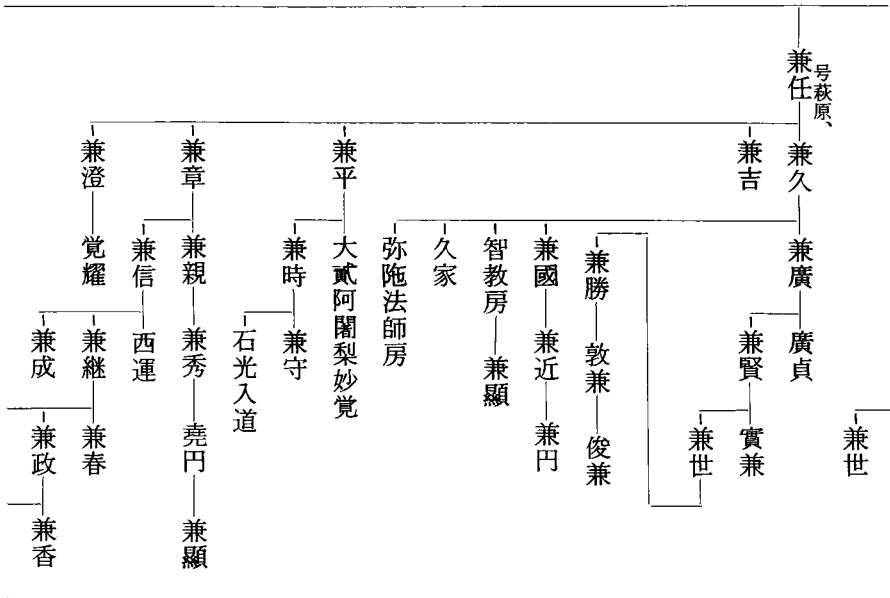 兼任
号萩原、
兼久
兼吉
兼平
兼章
兼澄
兼廣
兼勝
兼國
智教房
久家
弥陁法師房
大貳阿闍梨妙覚
兼時
兼親
兼信
覚耀
廣貞
兼賢
敦兼
兼近
兼顯
兼守
石光入道
兼秀
西運
兼継
兼成
兼世
實兼
兼世
俊兼
兼円
堯円
兼春
兼政
兼顯
兼香